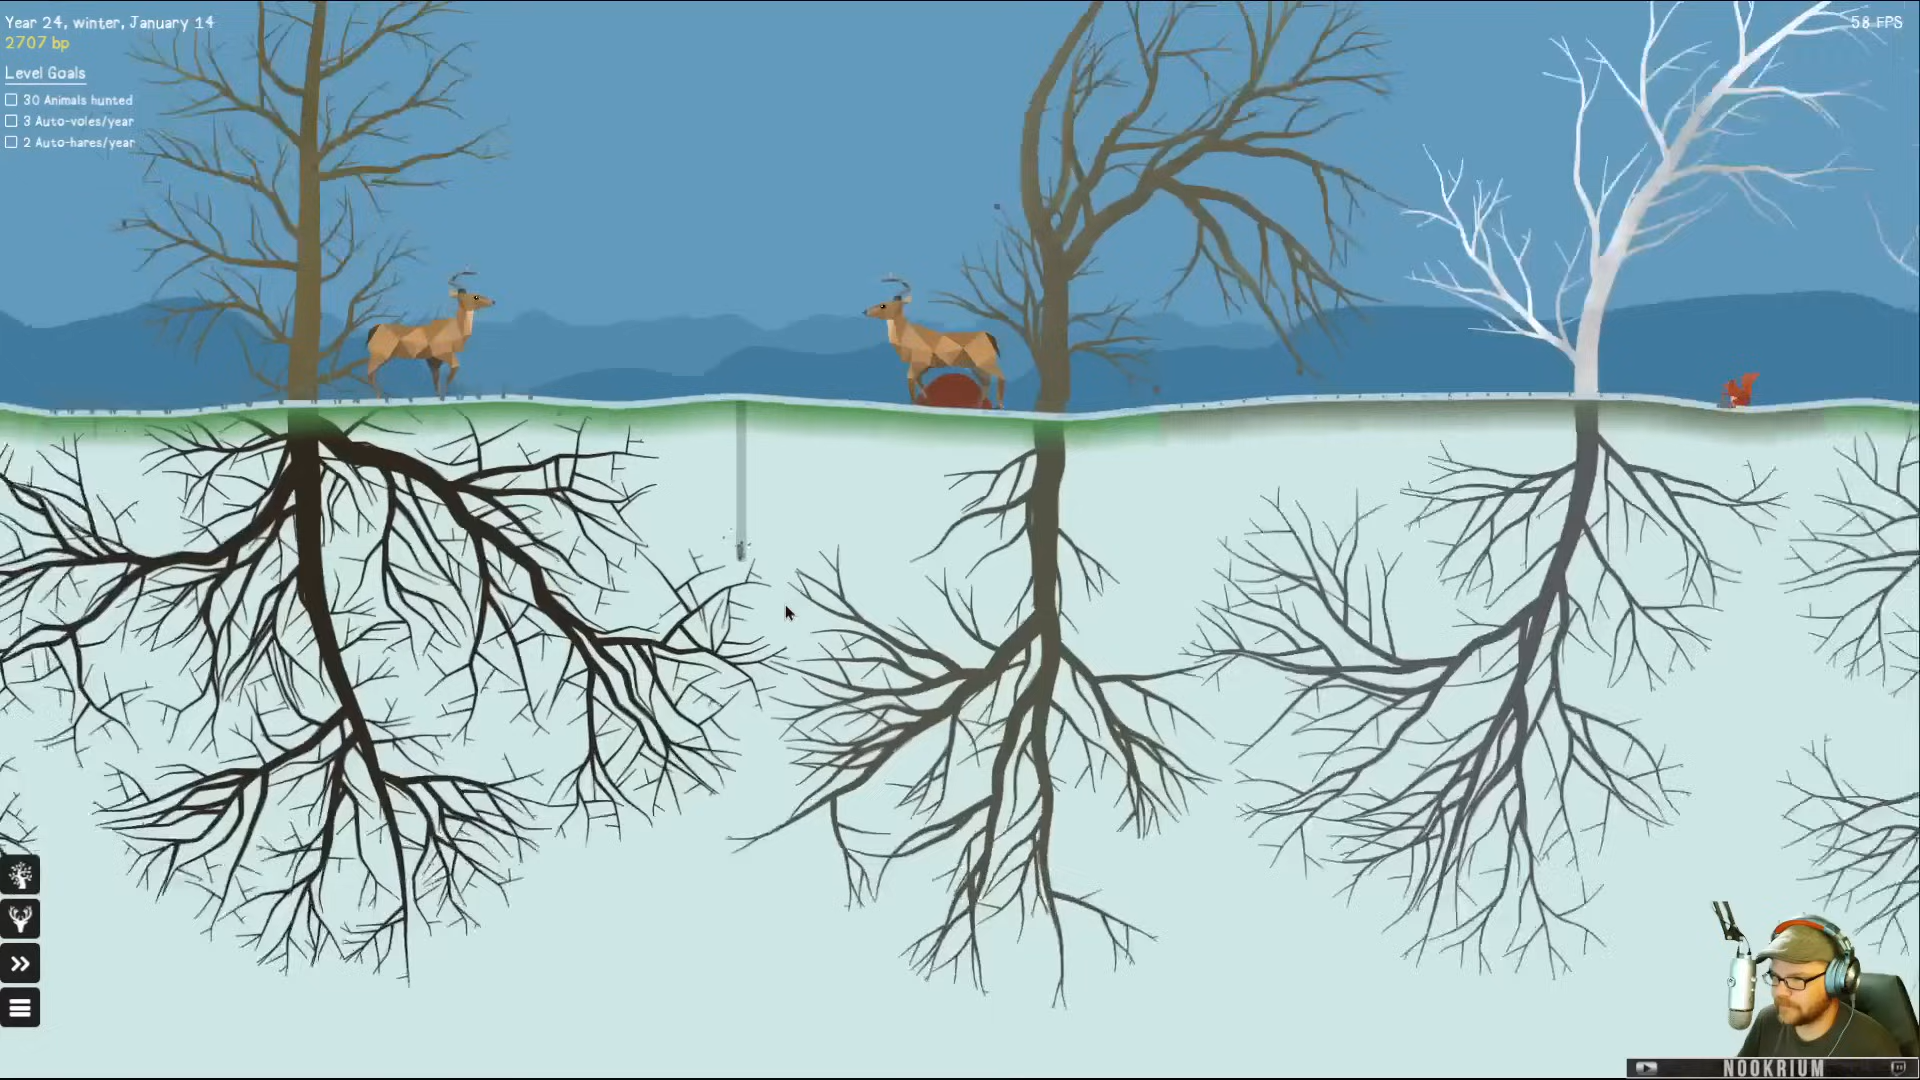 Year 24, winter, January 14
2707 bp
Level Goals
30 Animals hunted
3 Auto-voles/year
2 Auto-hares/year
58 FPS
NOOKRIUM